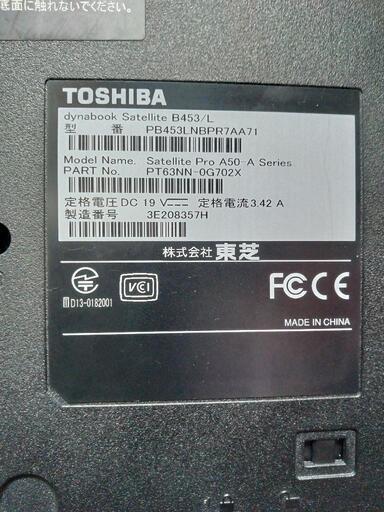 底面に触れないでください。
TOSHIBA
dynabook Satellite B453/L
型 番 PB453LNBPR7AA71
Model Name. Satellite Pro A50-A Series
PART No. PT63NN-0G702X
定格電圧DC 19 V 定格電流3.42 A
製造番号 3E208357H
株式会社 東芝
D13-0182001
VCI
FC CE
MADE IN CHINA